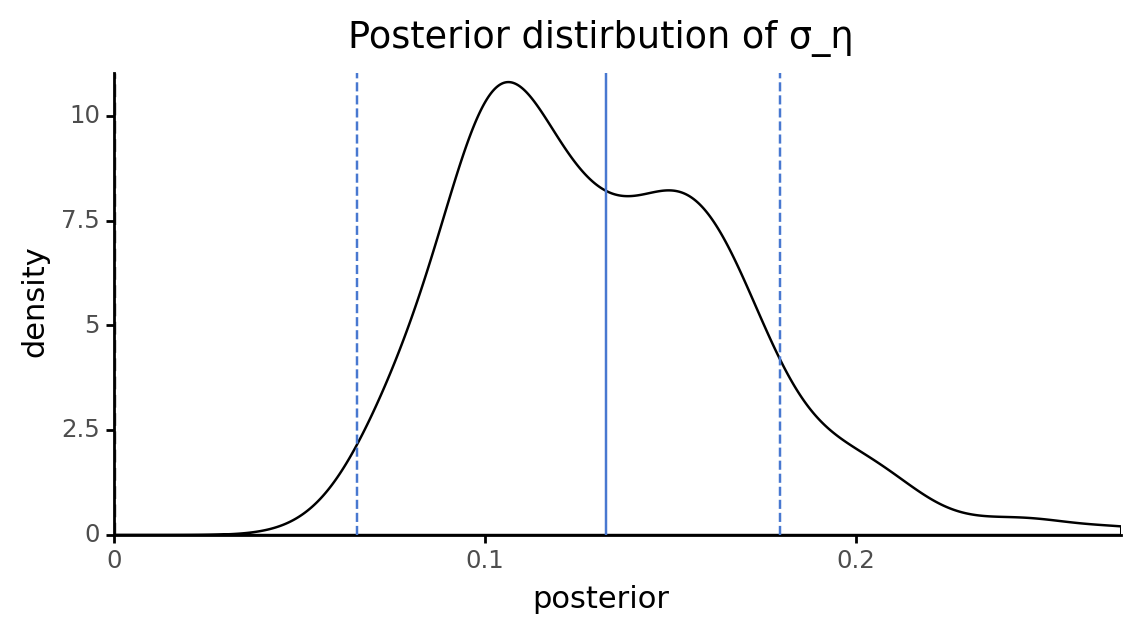 Posterior distirbution of σ_η
density
10
7.5
5
2.5
0
0
0.1
0.2
posterior